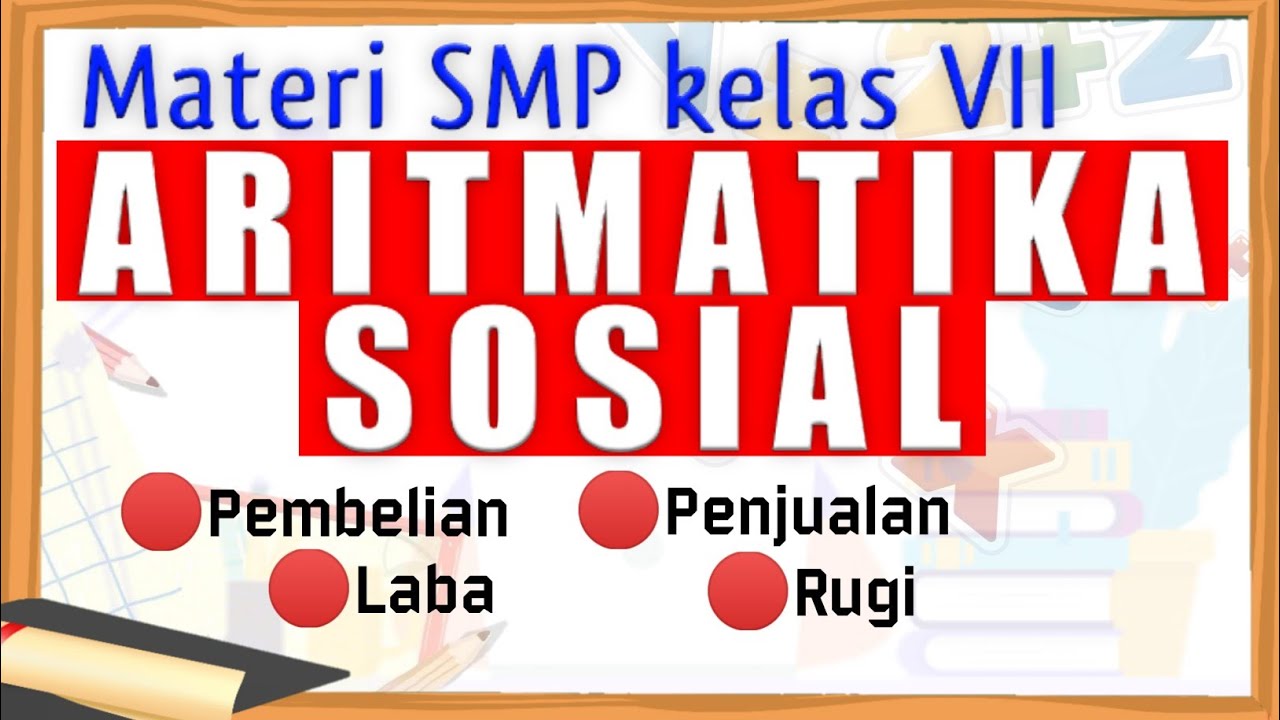 Materi SMP kelas VII
ARITMATIKA
SOSIAL
Pembelian Penjualan
Laba Rugi